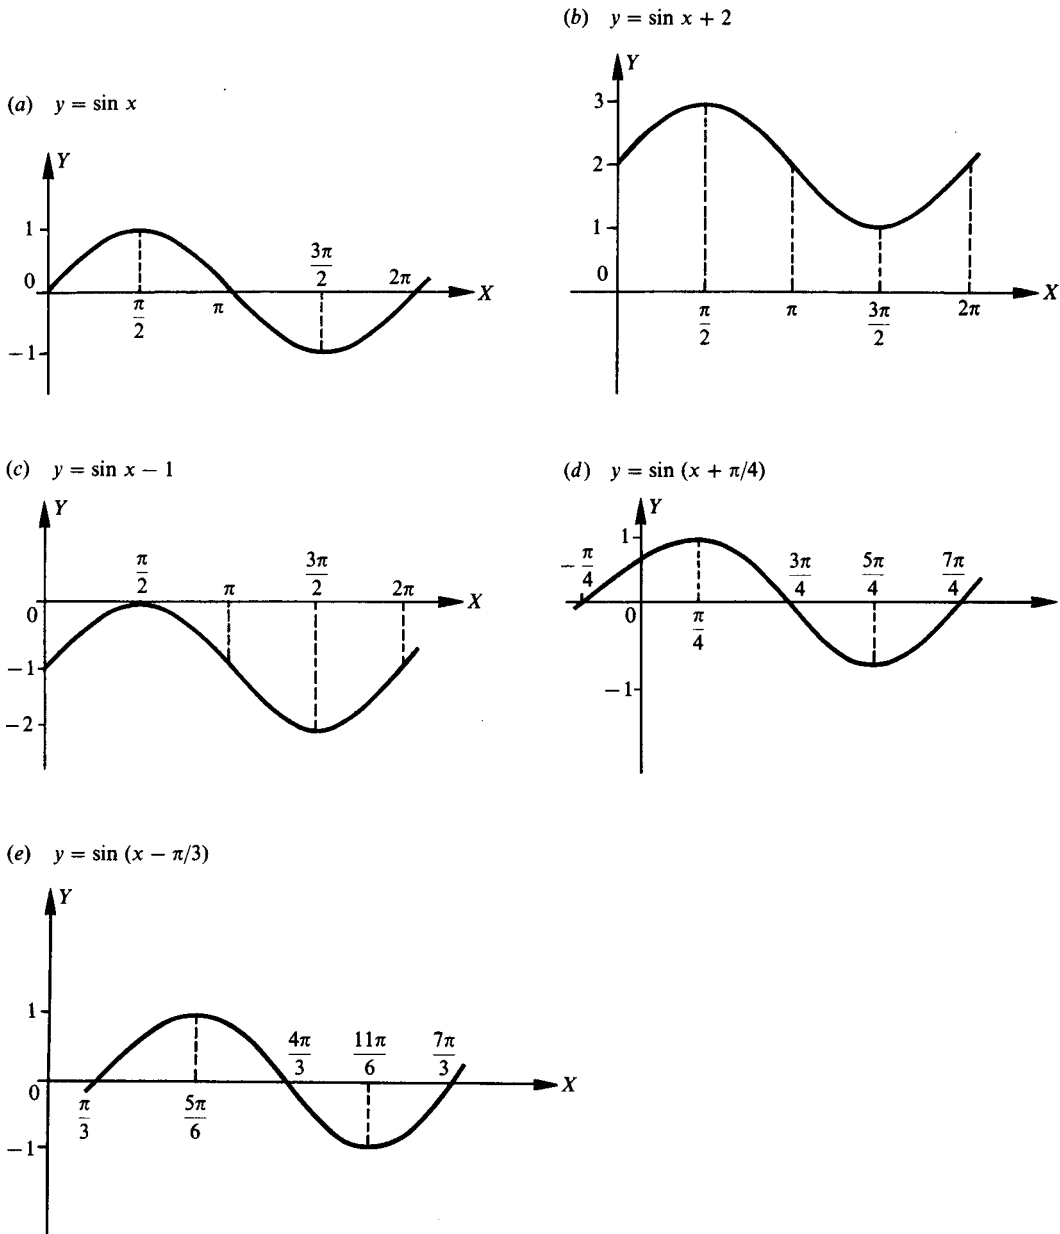 (a) y = sin x
Y
1
0
−1
π/2
π
3π/2
2π
X
(b) y = sin x + 2
Y
3
2
1
0
π/2
π
3π/2
2π
X
(c) y = sin x − 1
Y
0
−1
−2
π/2
π
3π/2
2π
X
(d) y = sin (x + π/4)
Y
1
−π/4
0
−1
π/4
3π/4
5π/4
7π/4
(e) y = sin (x − π/3)
Y
1
0
−1
π/3
5π/6
4π/3
11π/6
7π/3
X